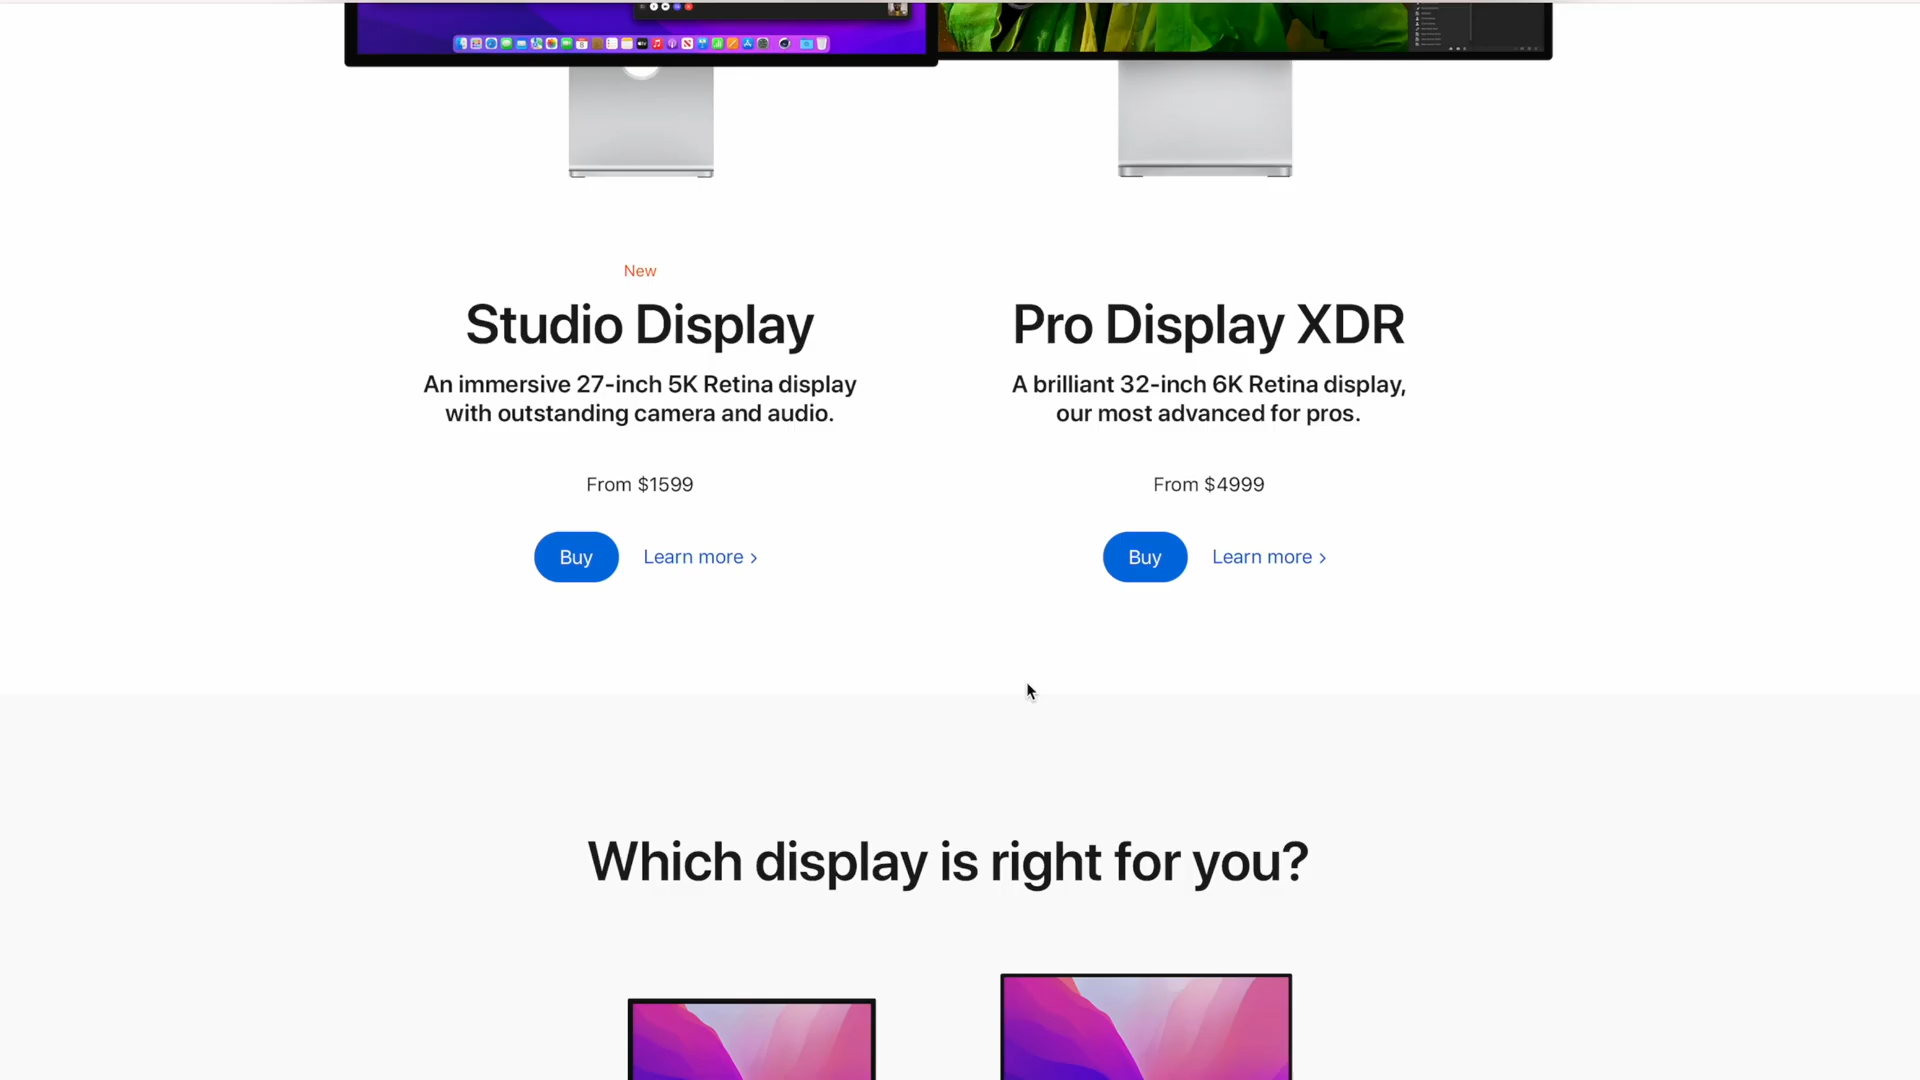 New
Studio Display
An immersive 27-inch 5K Retina display
with outstanding camera and audio.
From $1599
Buy
Learn more >
Pro Display XDR
A brilliant 32-inch 6K Retina display,
our most advanced for pros.
From $4999
Buy
Learn more >
Which display is right for you?